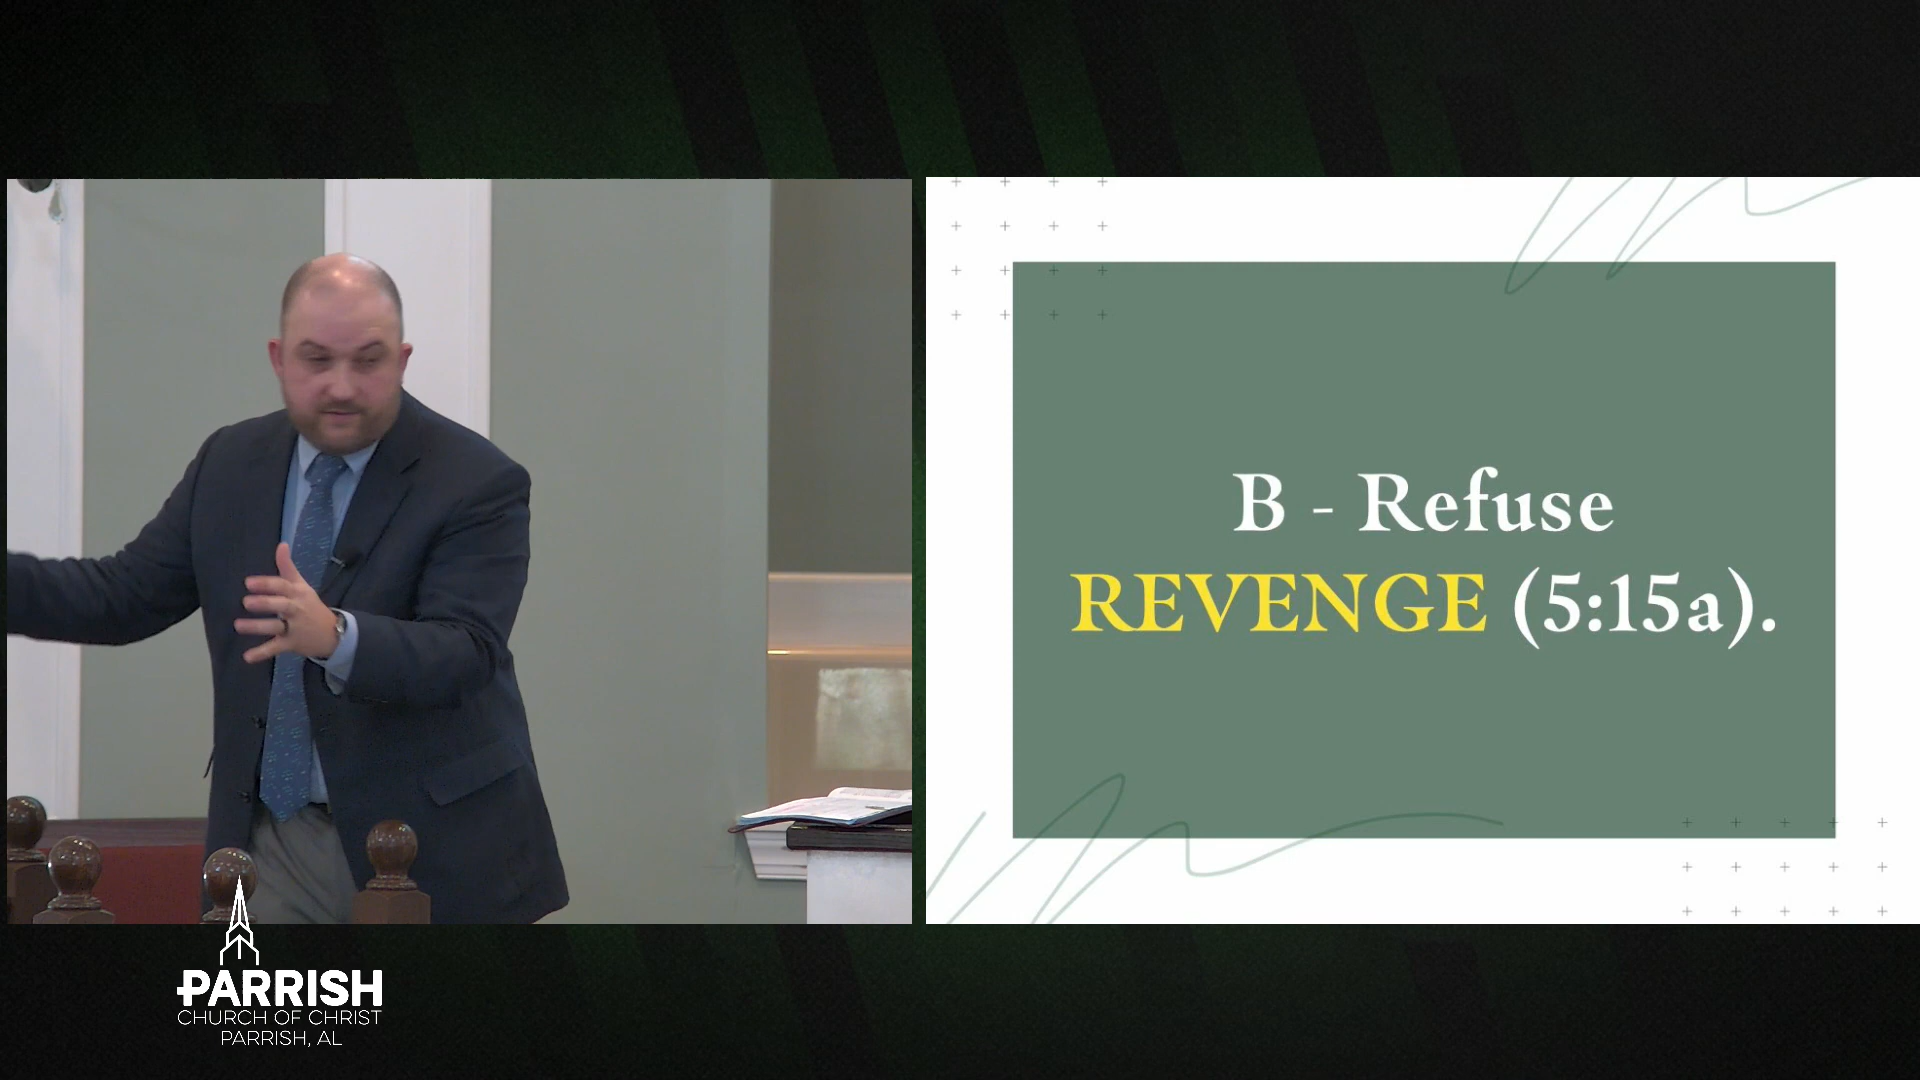 B - Refuse
REVENGE (5:15a).
PARRISH
CHURCH OF CHRIST
PARRISH, AL